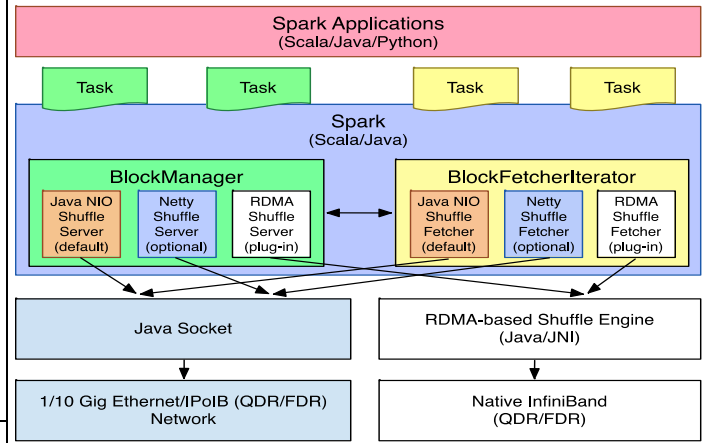 Spark Applications
(Scala/Java/Python)
Task
Task
Task
Task
Spark
(Scala/Java)
BlockManager
Java NIO
Shuffle
Server
(default)
Netty
Shuffle
Server
(optional)
RDMA
Shuffle
Server
(plug-in)
BlockFetcherIterator
Java NIO
Shuffle
Fetcher
(default)
Netty
Shuffle
Fetcher
(optional)
RDMA
Shuffle
Fetcher
(plug-in)
Java Socket
RDMA-based Shuffle Engine
(Java/JNI)
1/10 Gig Ethernet/IPoIB (QDR/FDR)
Network
Native InfiniBand
(QDR/FDR)